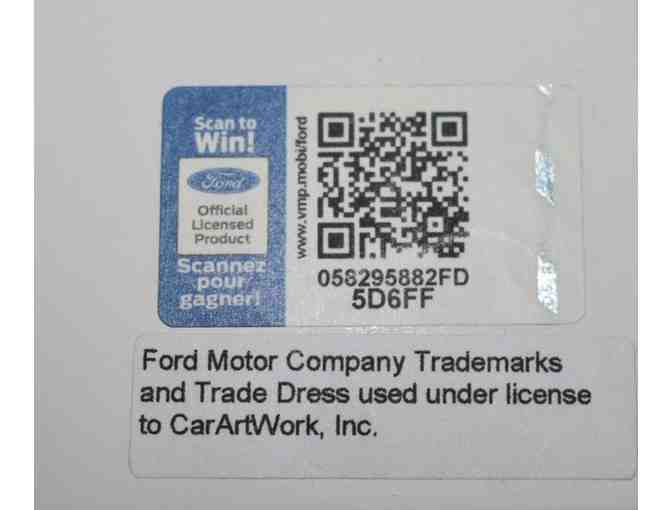 Scan to
Win!
Ford
Official
Licensed
Product
Scannez
pour
gagner!
www.vmp.mobi/ford
058295882FD
5D6FF
Ford Motor Company Trademarks
and Trade Dress used under license
to CarArtWork, Inc.